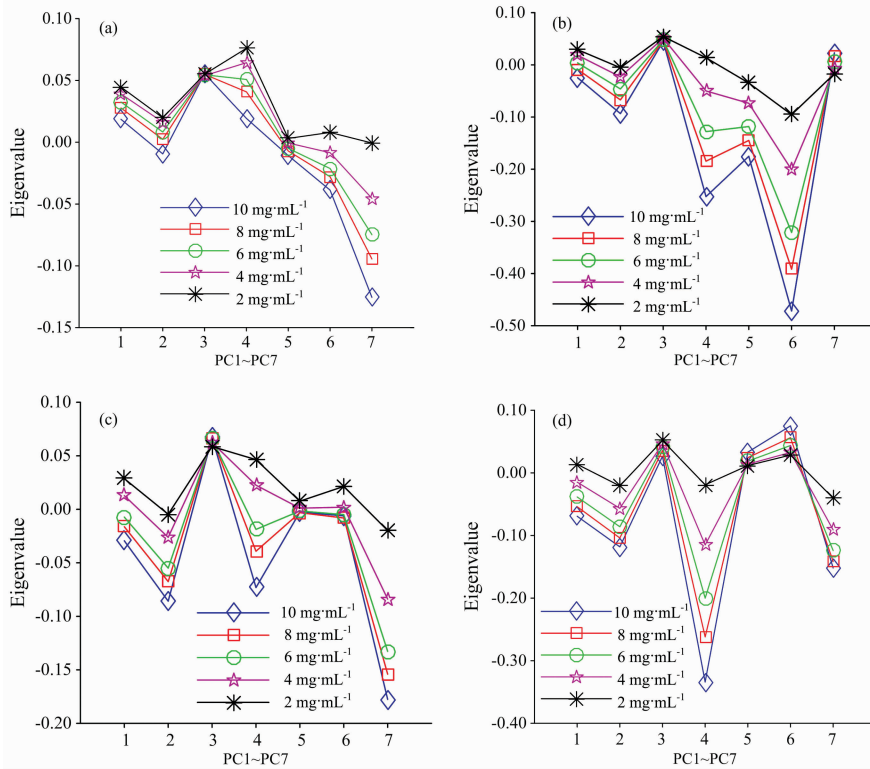 (a)
0.10
0.05
0.00
-0.05
-0.10
-0.15
Eigenvalue
10 mg·mL-1
8 mg·mL-1
6 mg·mL-1
4 mg·mL-1
2 mg·mL-1
1 2 3 4 5 6 7
PC1~PC7
(b)
0.10
0.00
-0.10
-0.20
-0.30
-0.40
-0.50
Eigenvalue
10 mg·mL-1
8 mg·mL-1
6 mg·mL-1
4 mg·mL-1
2 mg·mL-1
1 2 3 4 5 6 7
PC1~PC7
(c)
0.10
0.05
0.00
-0.05
-0.10
-0.15
-0.20
Eigenvalue
10 mg·mL-1
8 mg·mL-1
6 mg·mL-1
4 mg·mL-1
2 mg·mL-1
1 2 3 4 5 6 7
PC1~PC7
(d)
0.10
0.00
-0.10
-0.20
-0.30
-0.40
Eigenvalue
10 mg·mL-1
8 mg·mL-1
6 mg·mL-1
4 mg·mL-1
2 mg·mL-1
1 2 3 4 5 6 7
PC1~PC7